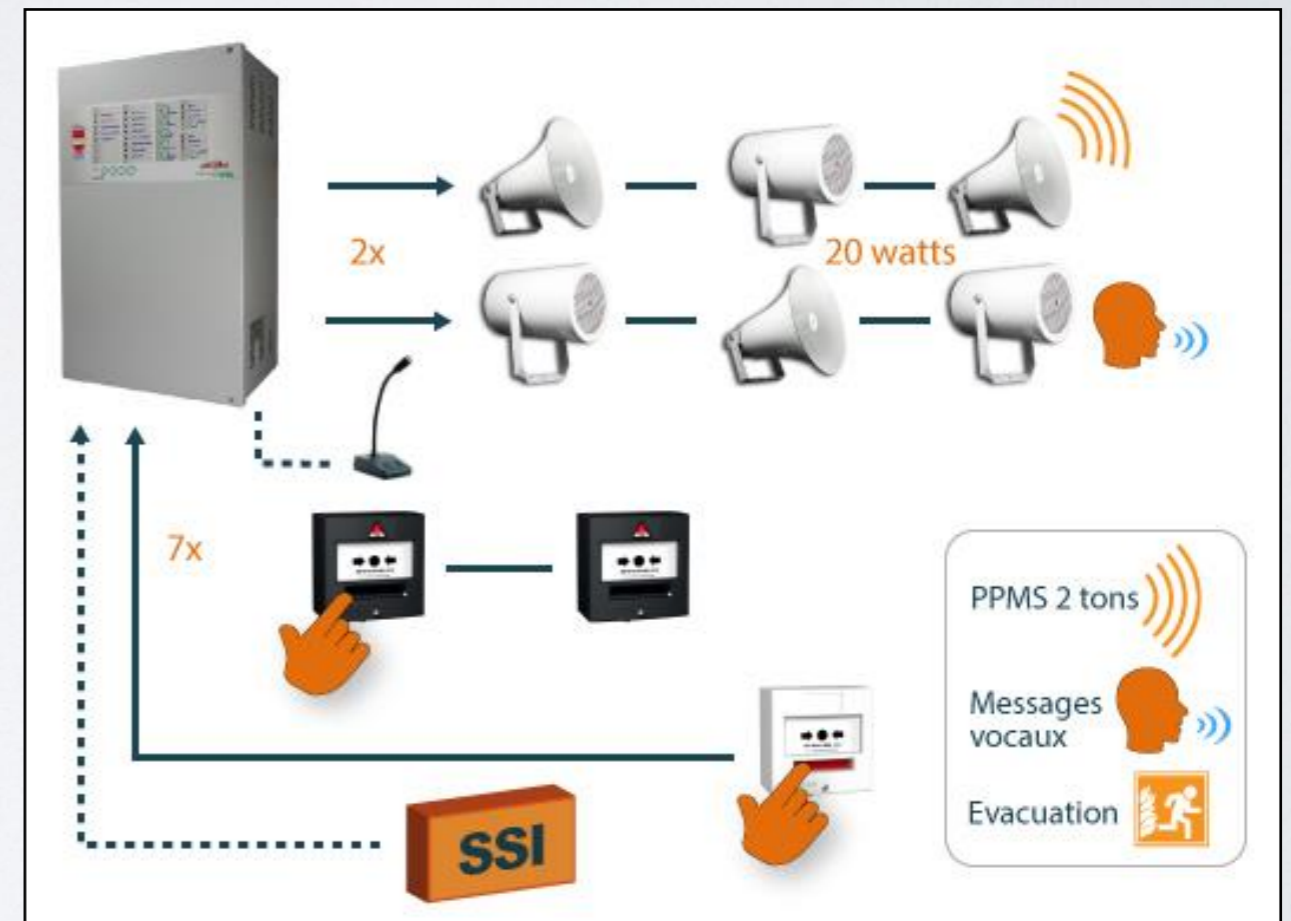 2x
20 watts
7x
PPMS 2 tons
Messages
vocaux
SSI
Evacuation